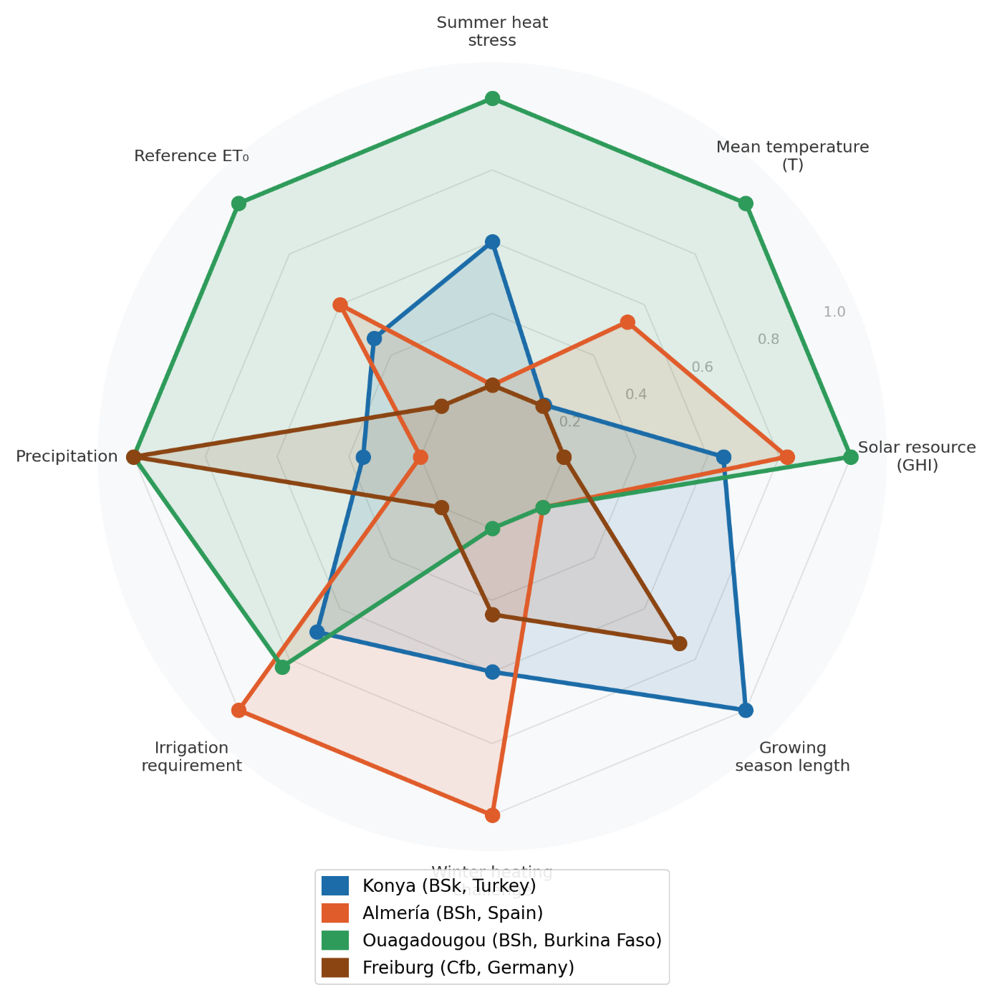 Summer heat
stress
Mean temperature
(T)
Reference ET₀
1.0
0.8
0.6
0.4
0.2
Precipitation
Solar resource
(GHI)
Irrigation
requirement
Growing
season length
Winter heating
Konya (BSk, Turkey)
Almería (BSh, Spain)
Ouagadougou (BSh, Burkina Faso)
Freiburg (Cfb, Germany)